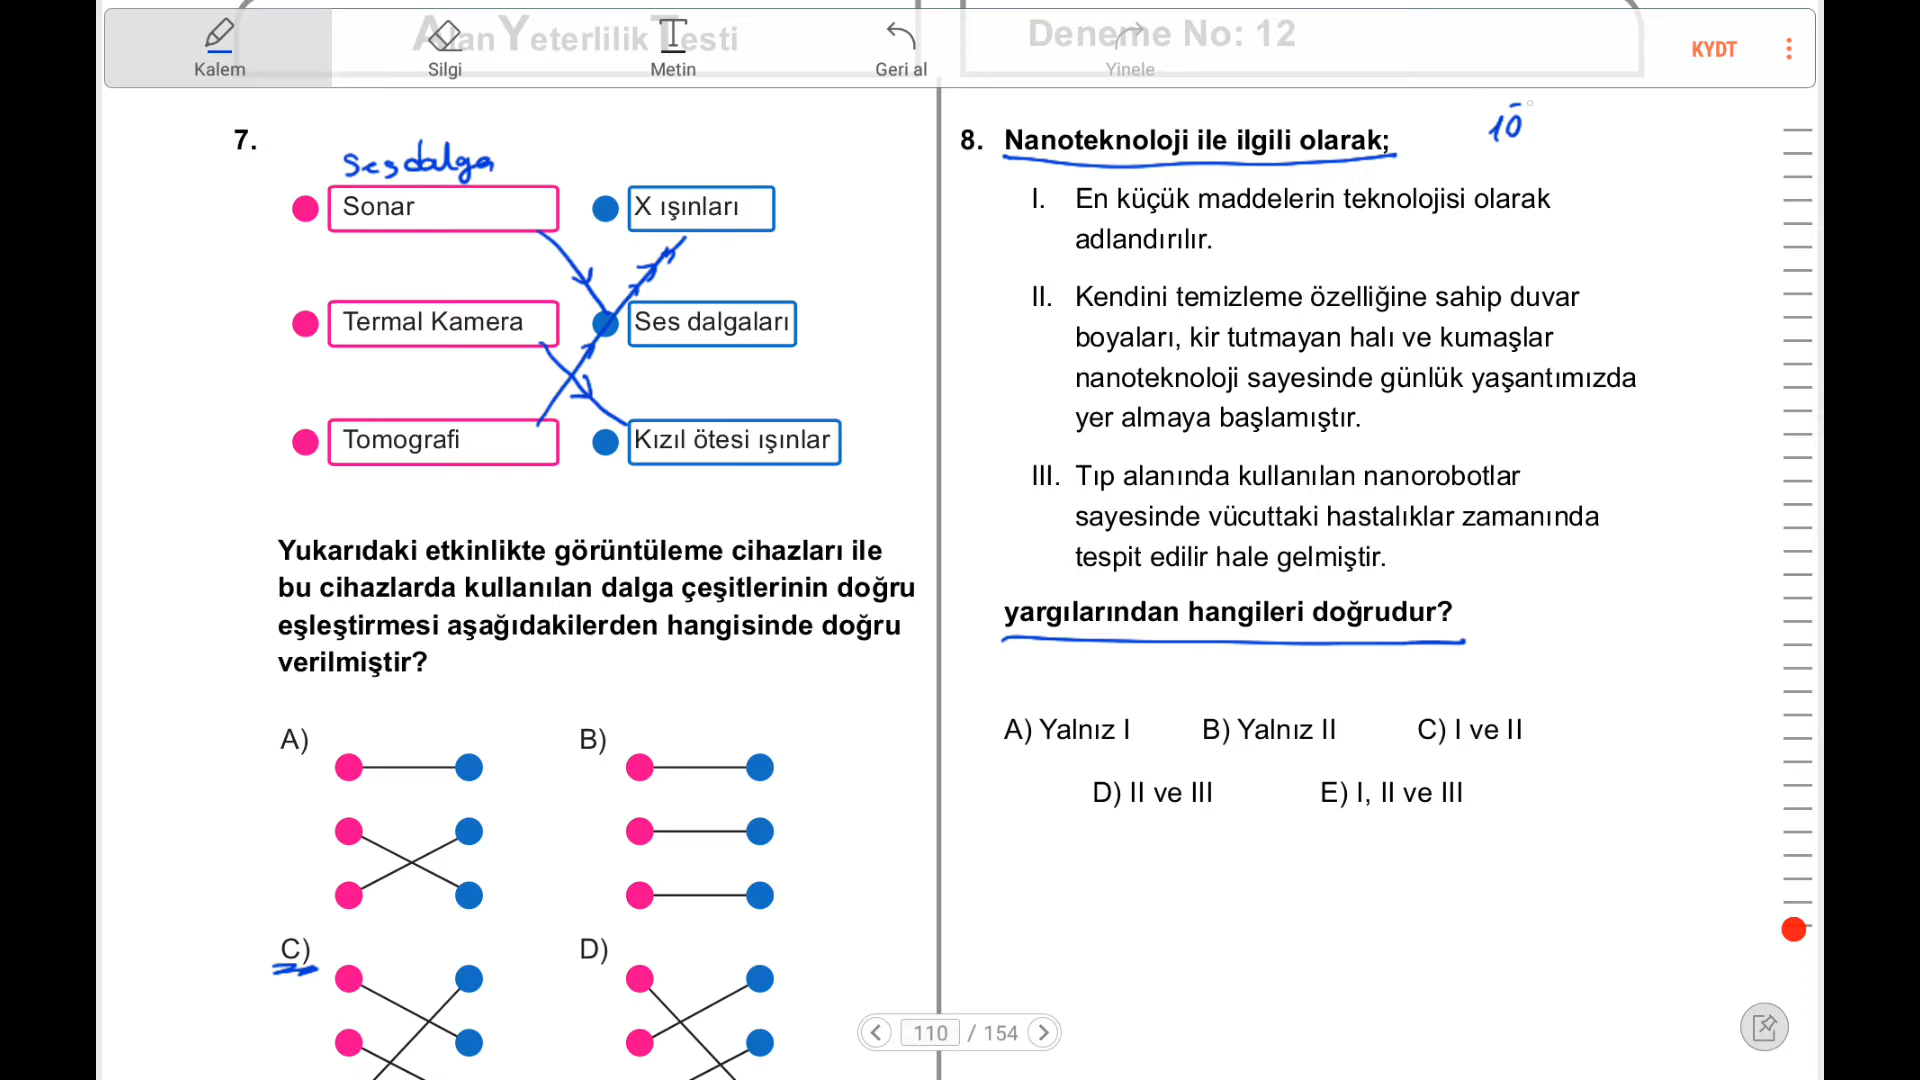 Alan Yeterlilik Testi
Deneme No: 12
Kalem
Silgi
Metin
Geri al
Yinele
KYDT
7.
Ses dalga
Sonar
X ışınları
Termal Kamera
Ses dalgaları
Tomografi
Kızıl ötesi ışınlar
Yukarıdaki etkinlikte görüntüleme cihazları ile
bu cihazlarda kullanılan dalga çeşitlerinin doğru
eşleştirmesi aşağıdakilerden hangisinde doğru
verilmiştir?
A)
B)
C)
D)
8. Nanoteknoloji ile ilgili olarak;
10
I. En küçük maddelerin teknolojisi olarak
adlandırılır.
II. Kendini temizleme özelliğine sahip duvar
boyaları, kir tutmayan halı ve kumaşlar
nanoteknoloji sayesinde günlük yaşantımızda
yer almaya başlamıştır.
III. Tıp alanında kullanılan nanorobotlar
sayesinde vücuttaki hastalıklar zamanında
tespit edilir hale gelmiştir.
yargılarından hangileri doğrudur?
A) Yalnız I
B) Yalnız II
C) I ve II
D) II ve III
E) I, II ve III
110 / 154